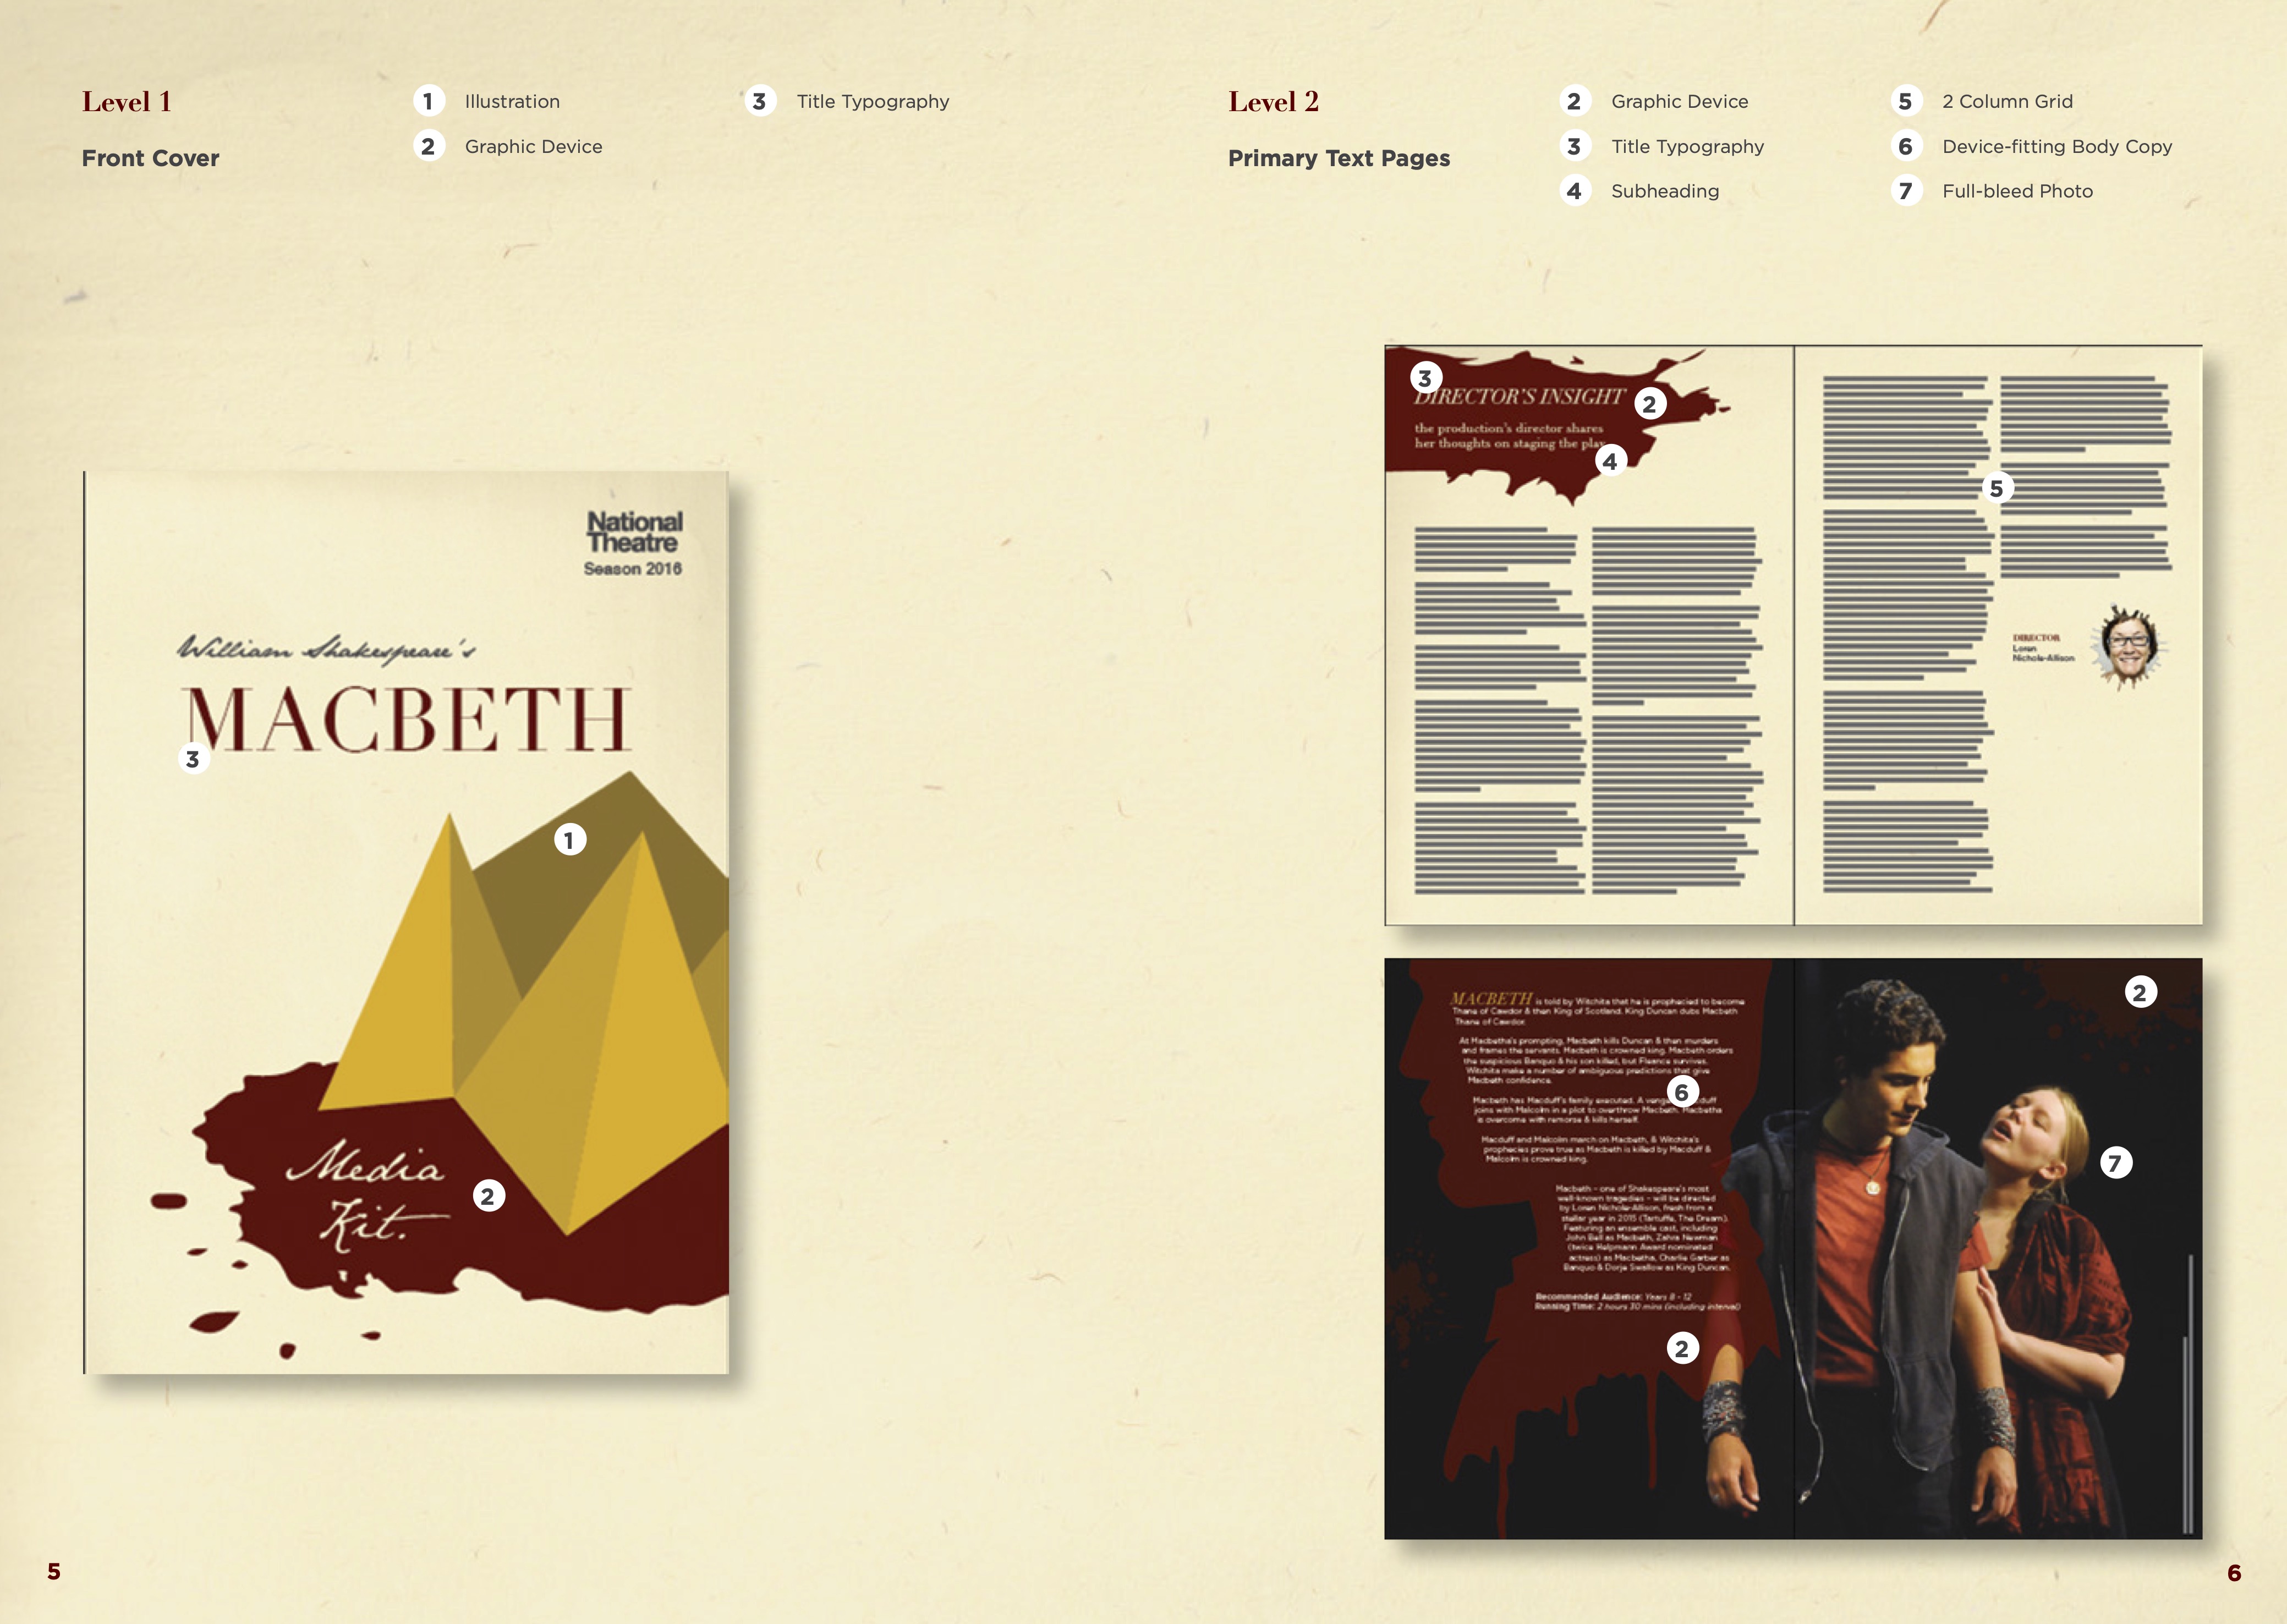 Level 1
Front Cover
1 Illustration
2 Graphic Device
3 Title Typography
National
Theatre
Season 2016
William Shakespeare's
MACBETH
3
1
Media
Kit.
2
5
Level 2
Primary Text Pages
2 Graphic Device
3 Title Typography
4 Subheading
5 2 Column Grid
6 Device-fitting Body Copy
7 Full-bleed Photo
3
DIRECTOR'S INSIGHT
2
the production's director shares
her thoughts on staging the play
4
5
DIRECTOR
Loren
Nichols-Allison
MACBETH is told by Witchita that he is prophecied to become
Thane of Cawdor & then King of Scotland. King Duncan dubs Macbeth
Thane of Cawdor.
At Macbetha's prompting, Macbeth kills Duncan & then murders
and frames the servants. Macbeth is crowned king. Macbeth orders
the suspicious Banquo & his son killed, but Fleance survives.
Witchita make a number of ambiguous predictions that give
Macbeth confidence.
6
Macbeth has Macduff's family executed. A
joins with Malcolm in a plot to overthrow Macbeth. Macbetha
is overcome with remorse & kills herself.
Macduff and Malcolm march on Macbeth, & Witchita's
prophecies prove true as Macbeth is killed by Macduff &
Malcolm is crowned king.
Macbeth - one of Shakespeare's most
well-known tragedies - will be directed
by Loren Nichols-Allison, fresh from a
stellar year in 2015 (Tartuffe, The Dream).
Featuring an ensemble cast, including
John Bell as Macbeth, Zahra Newman
(twice Helpmann Award nominated
actress) as Macbetha, Charlie Garber as
Banquo & Dorje Swallow as King Duncan.
Recommended Audience: Years 8 - 12
Running Time: 2 hours 30 mins (including interval)
2
2
7
6